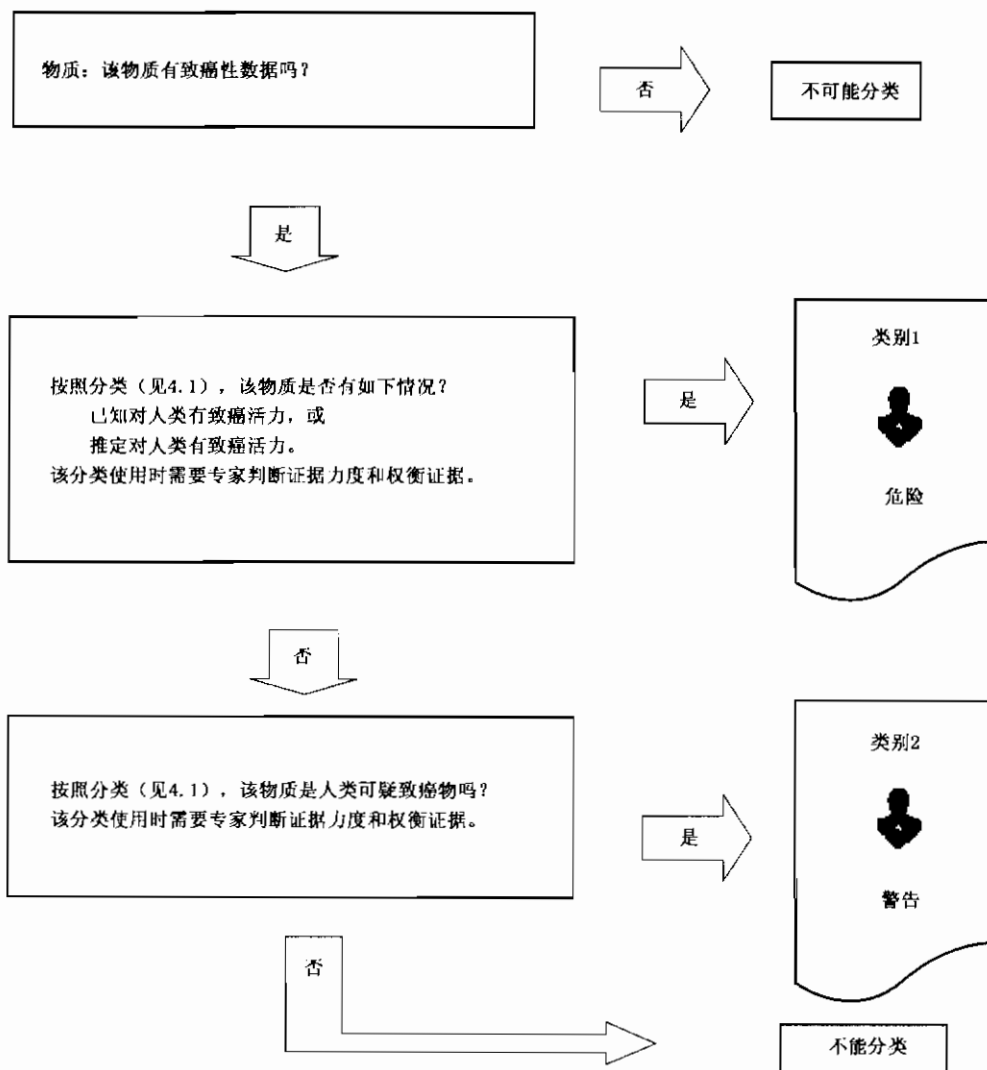 物质：该物质有致癌性数据吗？
否
不可能分类
是
按照分类（见4.1），该物质是否有如下情况？
已知对人类有致癌活力，或
推定对人类有致癌活力。
该分类使用时需要专家判断证据力度和权衡证据。
是
类别1
危险
否
按照分类（见4.1），该物质是人类可疑致癌物吗？
该分类使用时需要专家判断证据力度和权衡证据。
是
类别2
警告
否
不能分类